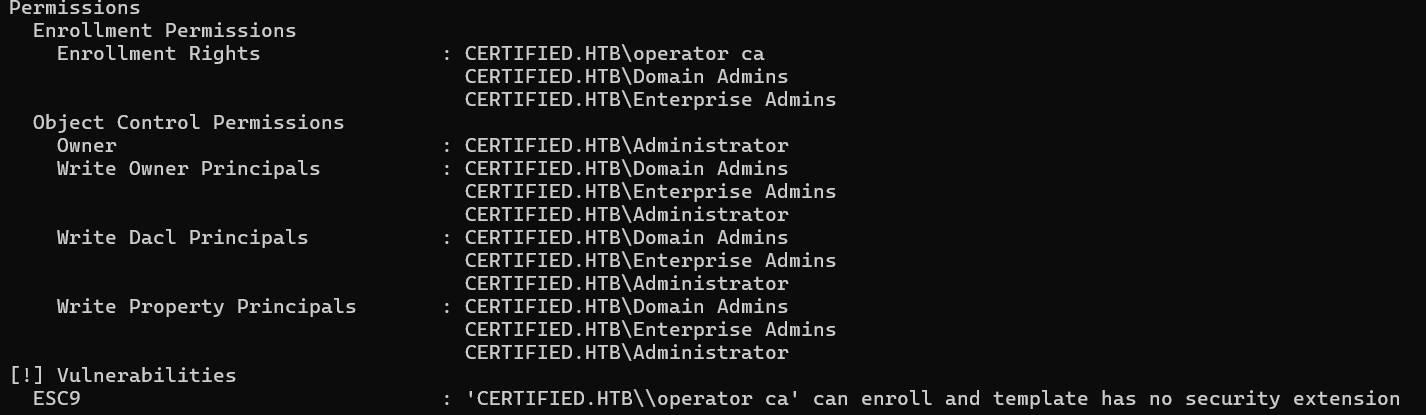 Permissions
Enrollment Permissions
Enrollment Rights : CERTIFIED.HTB\operator ca
CERTIFIED.HTB\Domain Admins
CERTIFIED.HTB\Enterprise Admins
Object Control Permissions
Owner : CERTIFIED.HTB\Administrator
Write Owner Principals : CERTIFIED.HTB\Domain Admins
CERTIFIED.HTB\Enterprise Admins
CERTIFIED.HTB\Administrator
Write Dacl Principals : CERTIFIED.HTB\Domain Admins
CERTIFIED.HTB\Enterprise Admins
CERTIFIED.HTB\Administrator
Write Property Principals : CERTIFIED.HTB\Domain Admins
CERTIFIED.HTB\Enterprise Admins
CERTIFIED.HTB\Administrator
[!] Vulnerabilities
ESC9 : 'CERTIFIED.HTB\\operator ca' can enroll and template has no security extension